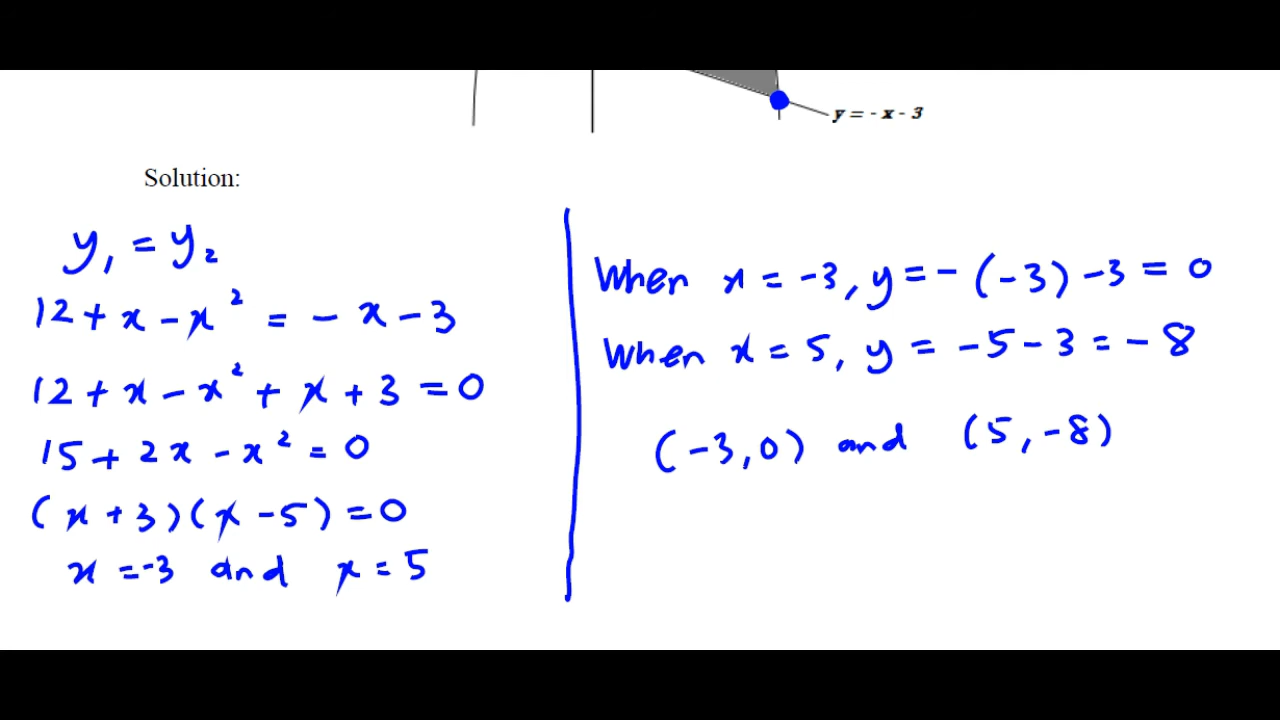 y = - x - 3
Solution:
y₁ = y₂
12 + x - x² = - x - 3
12 + x - x² + x + 3 = 0
15 + 2x - x² = 0
(x + 3)(x - 5) = 0
x = -3 and x = 5
When x = -3, y = - (-3) - 3 = 0
When x = 5, y = -5 - 3 = -8
(-3, 0) and (5, -8)